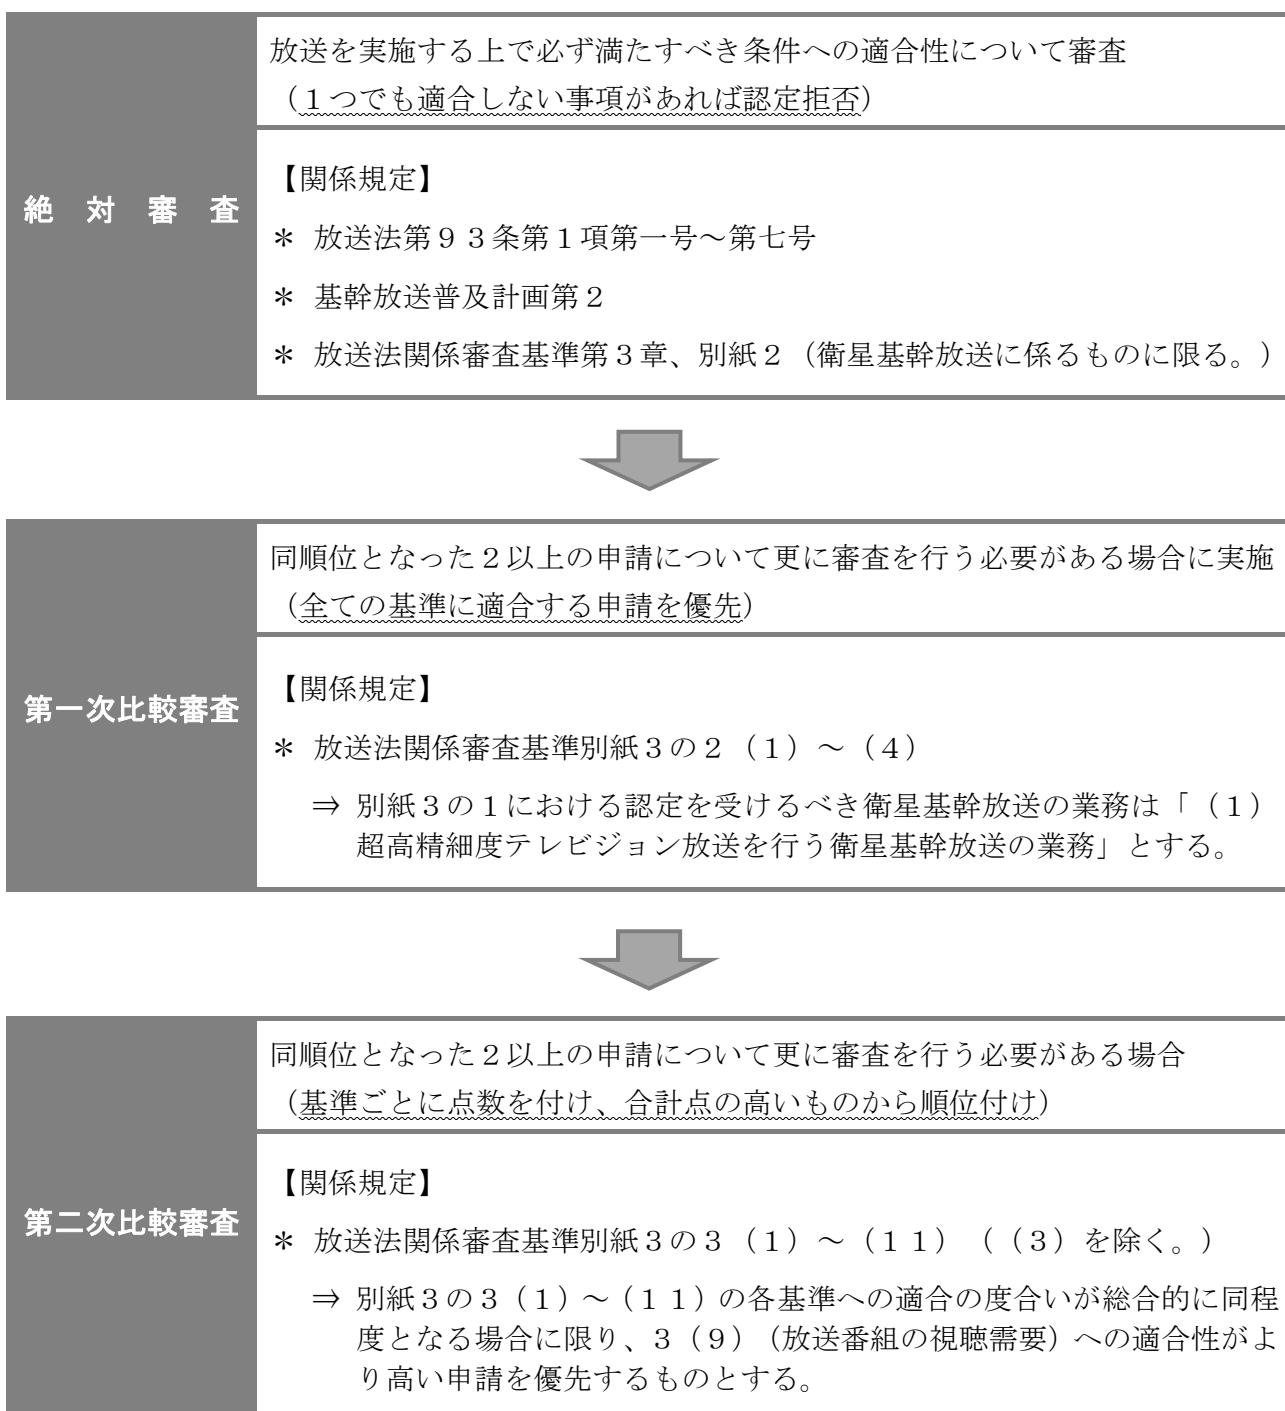 放送を実施する上で必ず満たすべき条件への適合性について審査
（１つでも適合しない事項があれば認定拒否）
絶対審査
【関係規定】
＊ 放送法第９３条第１項第一号～第七号
＊ 基幹放送普及計画第２
＊ 放送法関係審査基準第３章、別紙２（衛星基幹放送に係るものに限る。）
同順位となった２以上の申請について更に審査を行う必要がある場合に実施
（全ての基準に適合する申請を優先）
第一次比較審査
【関係規定】
＊ 放送法関係審査基準別紙３の２（１）～（４）
⇒ 別紙３の１における認定を受けるべき衛星基幹放送の業務は「（１）
超高精細度テレビジョン放送を行う衛星基幹放送の業務」とする。
同順位となった２以上の申請について更に審査を行う必要がある場合
（基準ごとに点数を付け、合計点の高いものから順位付け）
第二次比較審査
【関係規定】
＊ 放送法関係審査基準別紙３の３（１）～（１１）（（３）を除く。）
⇒ 別紙３の３（１）～（１１）の各基準への適合の度合いが総合的に同程
度となる場合に限り、３（９）（放送番組の視聴需要）への適合性がよ
り高い申請を優先するものとする。